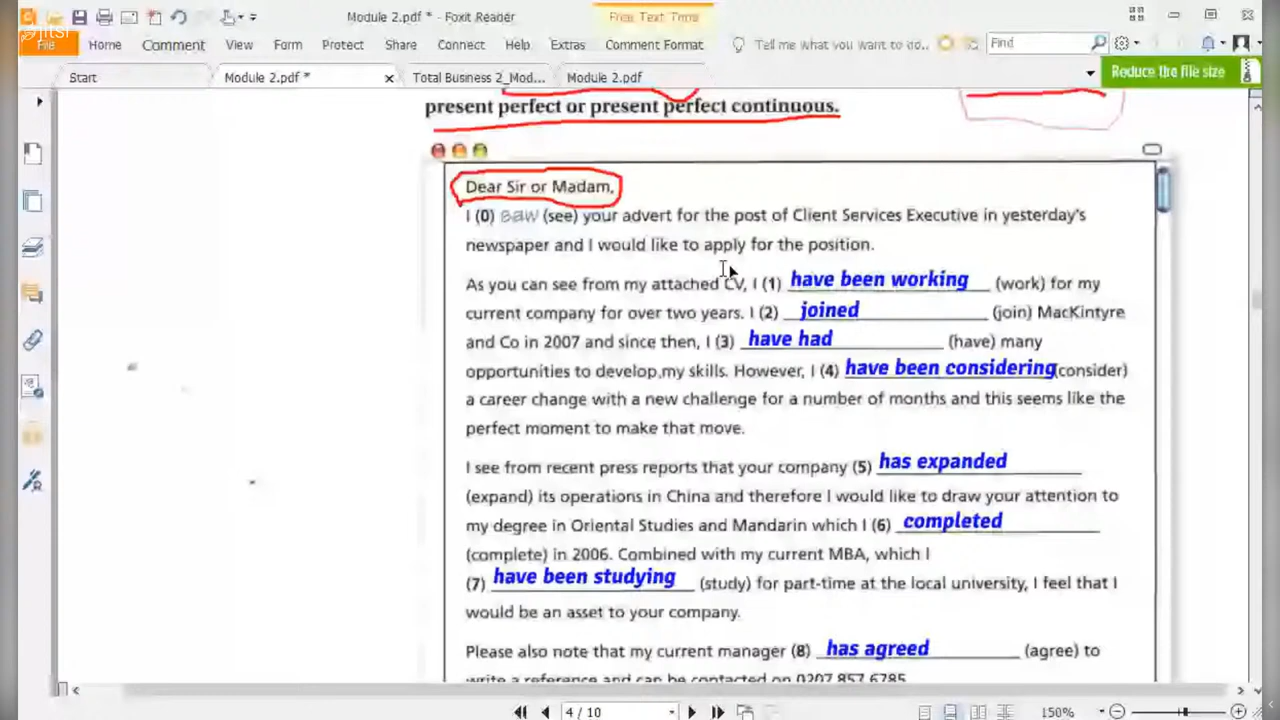 Module 2.pdf * - Foxit Reader
Free Text Tools
Jitsi
File Home Comment View Form Protect Share Connect Help Extras Comment Format Tell me what you want to do.. Find
Start Module 2.pdf * Total Business 2_Mod... Module 2.pdf Reduce the file size
present perfect or present perfect continuous.
Dear Sir or Madam,
I (0) saw (see) your advert for the post of Client Services Executive in yesterday's
newspaper and I would like to apply for the position.
As you can see from my attached CV, I (1) have been working (work) for my
current company for over two years. I (2) joined (join) MacKintyre
and Co in 2007 and since then, I (3) have had (have) many
opportunities to develop my skills. However, I (4) have been considering (consider)
a career change with a new challenge for a number of months and this seems like the
perfect moment to make that move.
I see from recent press reports that your company (5) has expanded
(expand) its operations in China and therefore I would like to draw your attention to
my degree in Oriental Studies and Mandarin which I (6) completed
(complete) in 2006. Combined with my current MBA, which I
(7) have been studying (study) for part-time at the local university, I feel that I
would be an asset to your company.
Please also note that my current manager (8) has agreed (agree) to
write a reference and can be contacted on 0207 857 6785
4 / 10 150%